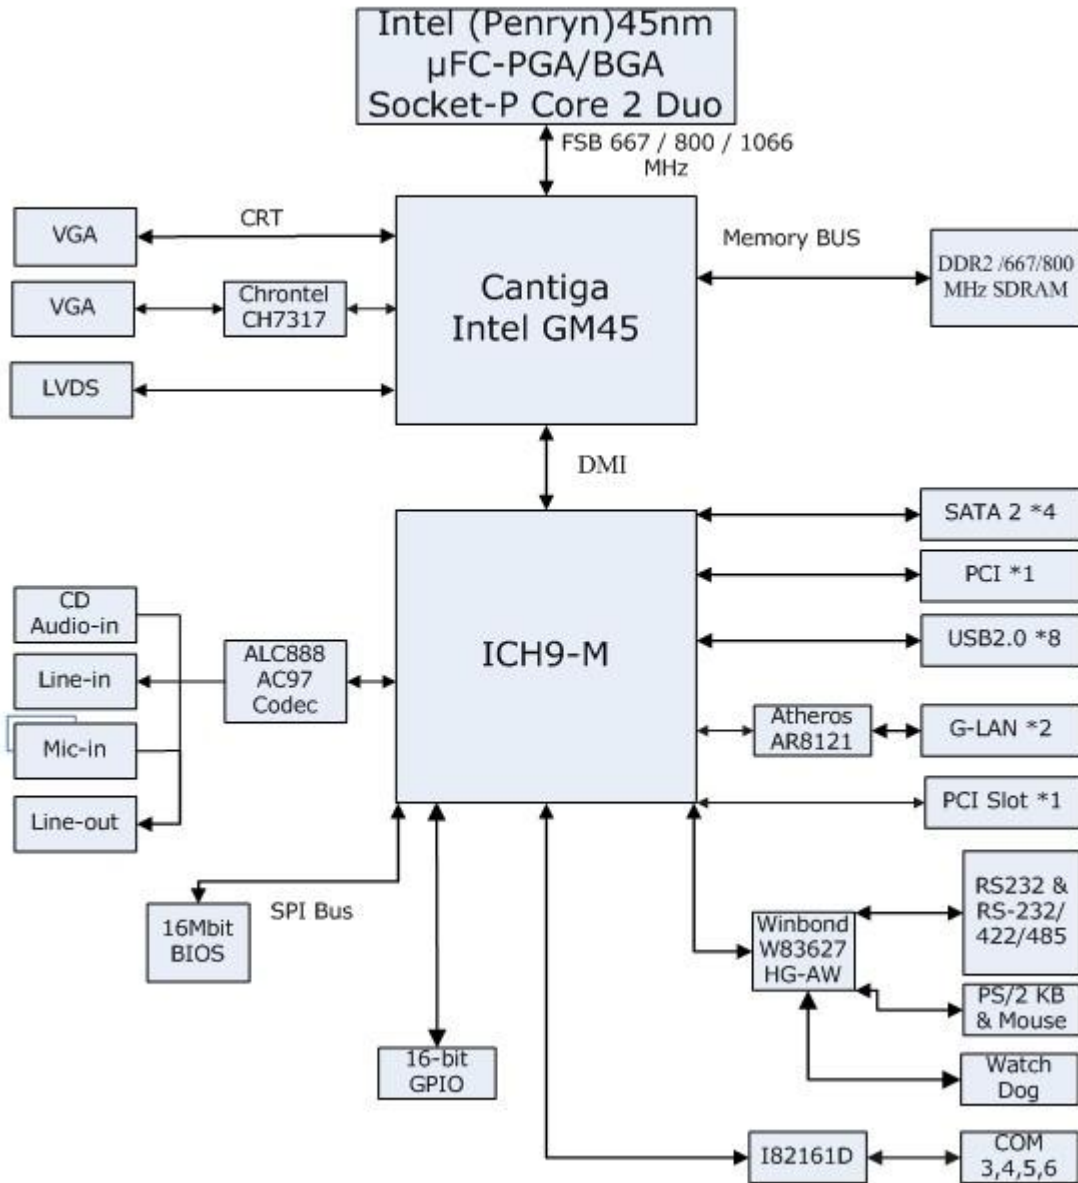 Intel (Penryn)45nm
μFC-PGA/BGA
Socket-P Core 2 Duo
FSB 667 / 800 / 1066
MHz
VGA
CRT
Cantiga
Intel GM45
Memory BUS
DDR2 /667/800
MHz SDRAM
VGA
Chrontel
CH7317
LVDS
DMI
SATA 2 *4
PCI *1
CD
Audio-in
ICH9-M
USB2.0 *8
Line-in
ALC888
AC97
Codec
Mic-in
Atheros
AR8121
G-LAN *2
Line-out
PCI Slot *1
16Mbit
BIOS
SPI Bus
Winbond
W83627
HG-AW
RS232 &
RS-232/
422/485
PS/2 KB
& Mouse
16-bit
GPIO
Watch
Dog
I82161D
COM
3,4,5,6